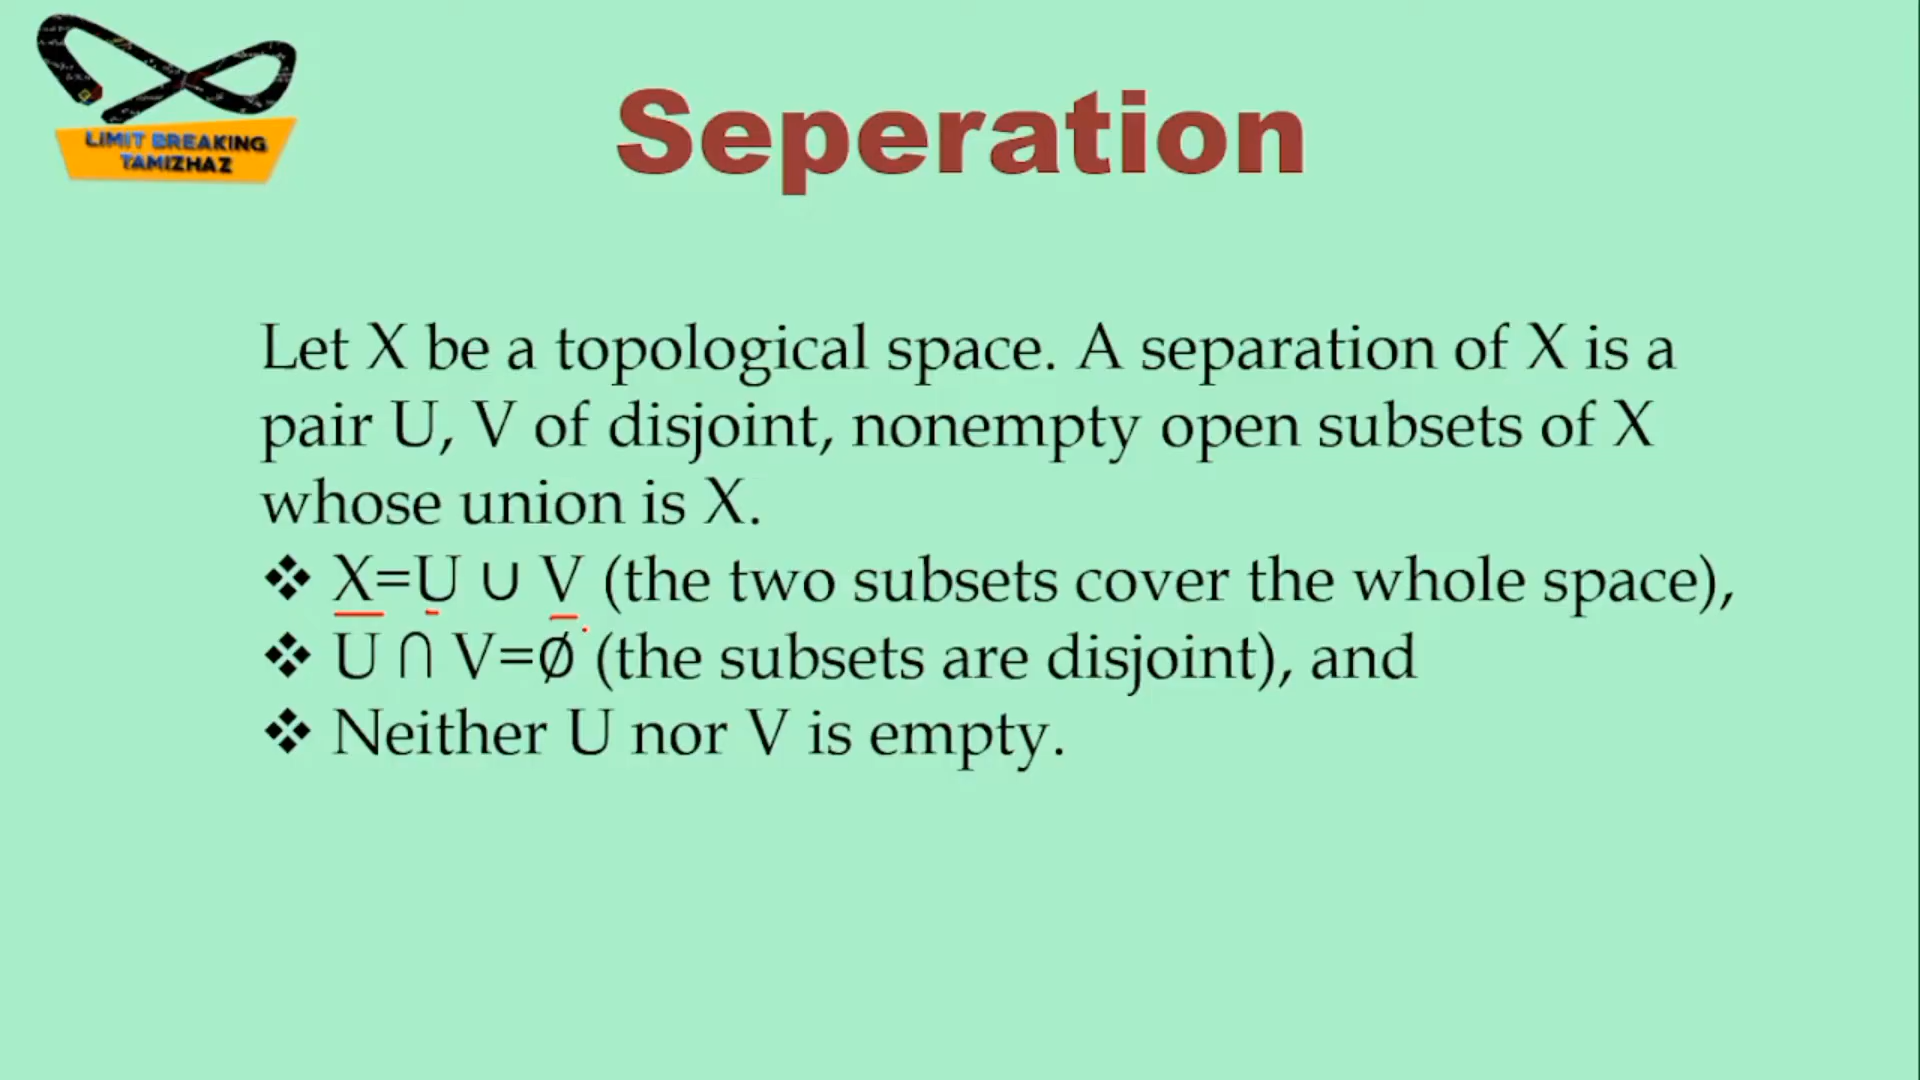 LIMIT BREAKING
TAMIZHAZ
Seperation
Let X be a topological space. A separation of X is a
pair U, V of disjoint, nonempty open subsets of X
whose union is X.
❖ X=U ∪ V (the two subsets cover the whole space),
❖ U ∩ V=∅ (the subsets are disjoint), and
❖ Neither U nor V is empty.